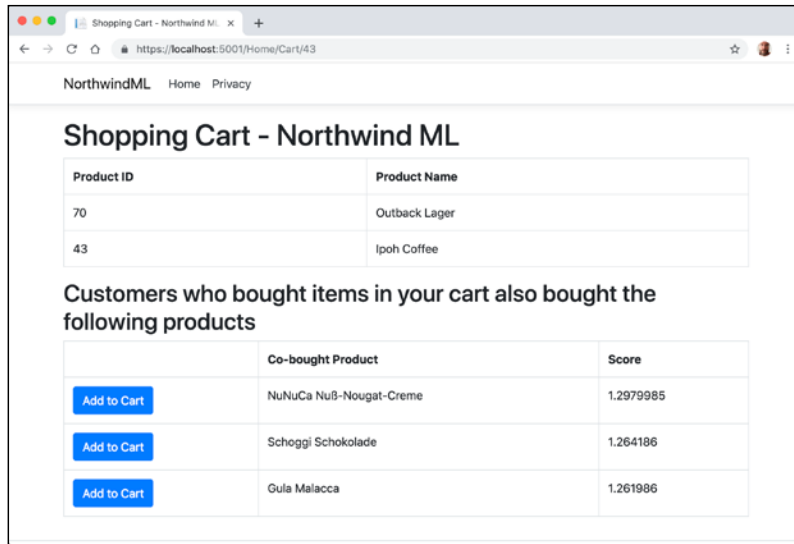 Shopping Cart - Northwind ML
https://localhost:5001/Home/Cart/43
NorthwindML Home Privacy
Shopping Cart - Northwind ML
Product ID Product Name
70 Outback Lager
43 Ipoh Coffee
Customers who bought items in your cart also bought the
following products
Co-bought Product Score
Add to Cart NuNuCa Nuß-Nougat-Creme 1.2979985
Add to Cart Schoggi Schokolade 1.264186
Add to Cart Gula Malacca 1.261986